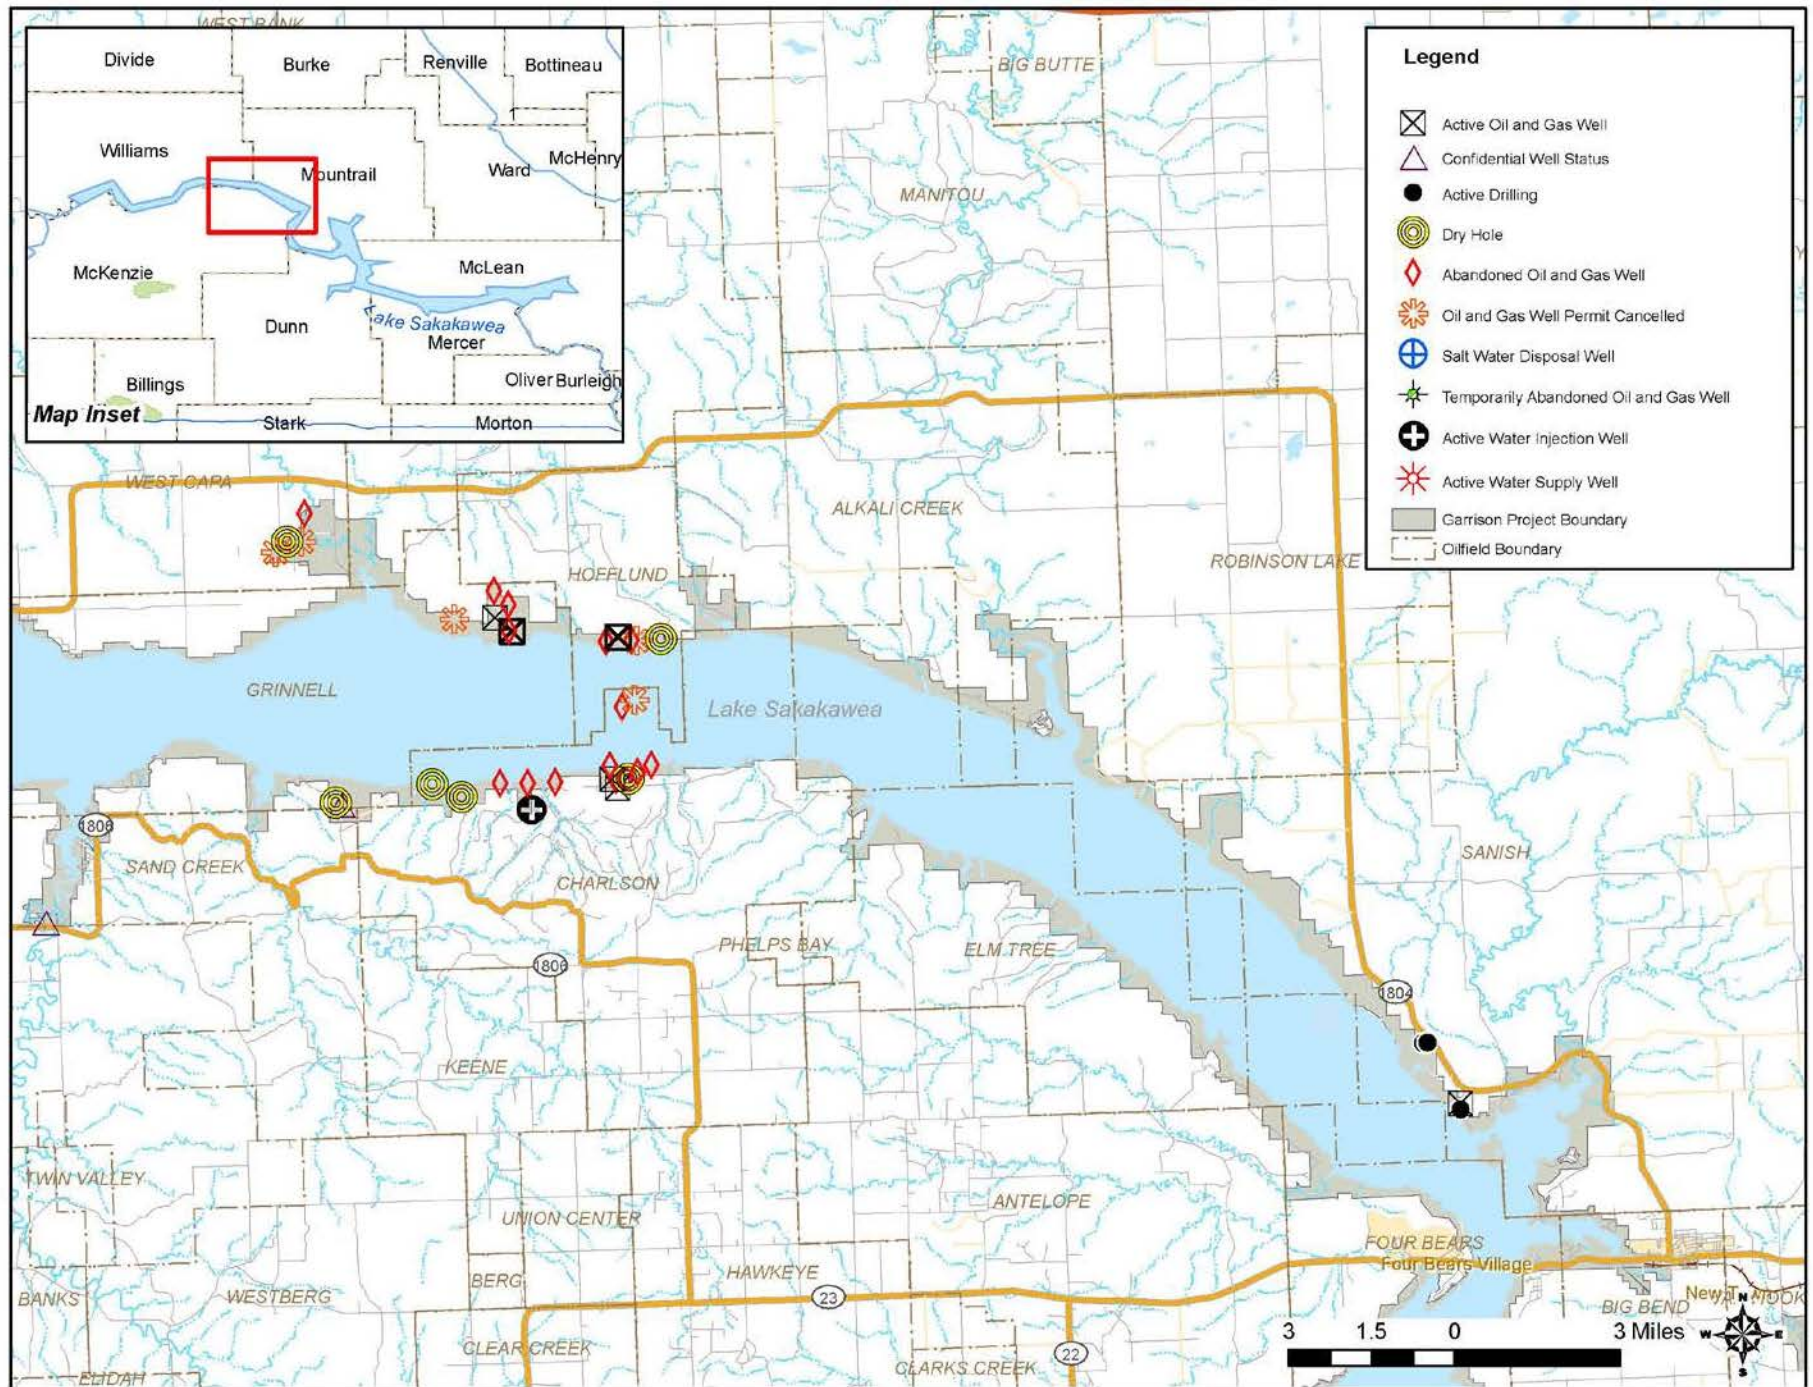 WEST BANK
Divide
Burke
Renville
Bottineau
Williams
Mountrail
Ward
McHenry
McKenzie
McLean
Dunn
Lake Sakakawea
Mercer
Billings
Oliver
Burleigh
Map Inset
Stark
Morton
BIG BUTTE
MANITOU
Legend
Active Oil and Gas Well
Confidential Well Status
Active Drilling
Dry Hole
Abandoned Oil and Gas Well
Oil and Gas Well Permit Cancelled
Salt Water Disposal Well
Temporarily Abandoned Oil and Gas Well
Active Water Injection Well
Active Water Supply Well
Garrison Project Boundary
Oilfield Boundary
WEST CAPA
ALKALI CREEK
ROBINSON LAKE
HOFFLUND
GRINNELL
Lake Sakakawea
1806
SAND CREEK
CHARLSON
SANISH
PHELPS BAY
ELM TREE
1806
1804
KEENE
TWIN VALLEY
UNION CENTER
ANTELOPE
FOUR BEARS
Four Bears Village
BERG
HAWKEYE
BANKS
WESTBERG
23
BIG BEND
CLEAR CREEK
CLARKS CREEK
22
ELIDAH
3 1.5 0 3 Miles
N
W E
S